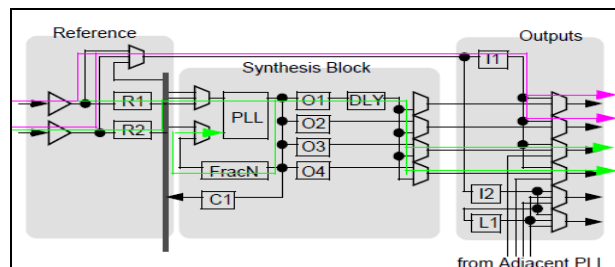 Reference
Outputs
Synthesis Block
I1
R1
O1
DLY
PLL
R2
O2
O3
FracN
O4
C1
I2
L1
from Adjacent PLL